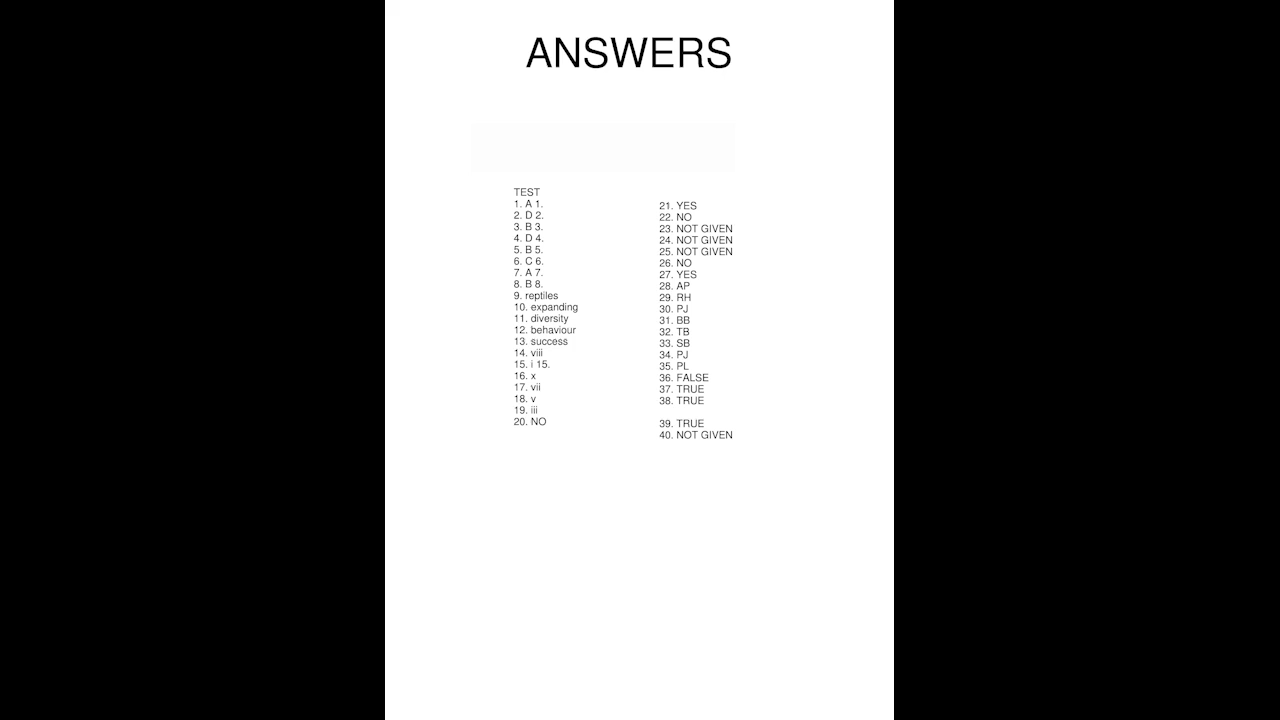 ANSWERS
TEST
1. A 1.
2. D 2.
3. B 3.
4. D 4.
5. B 5.
6. C 6.
7. A 7.
8. B 8.
9. reptiles
10. expanding
11. diversity
12. behaviour
13. success
14. viii
15. i 15.
16. x
17. vii
18. v
19. iii
20. NO
21. YES
22. NO
23. NOT GIVEN
24. NOT GIVEN
25. NOT GIVEN
26. NO
27. YES
28. AP
29. RH
30. PJ
31. BB
32. TB
33. SB
34. PJ
35. PL
36. FALSE
37. TRUE
38. TRUE
39. TRUE
40. NOT GIVEN